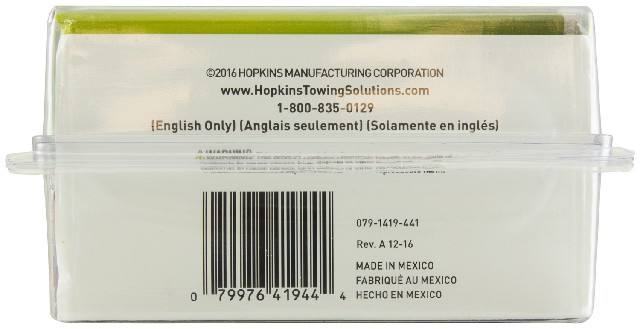 ©2016 HOPKINS MANUFACTURING CORPORATION
www.HopkinsTowingSolutions.com
1-800-835-0129
(English Only) (Anglais seulement) (Solamente en inglés)
WARNING
079-1419-441
Rev. A 12-16
MADE IN MEXICO
FABRIQUÉ AU MEXICO
HECHO EN MEXICO
0 79976 41944 4